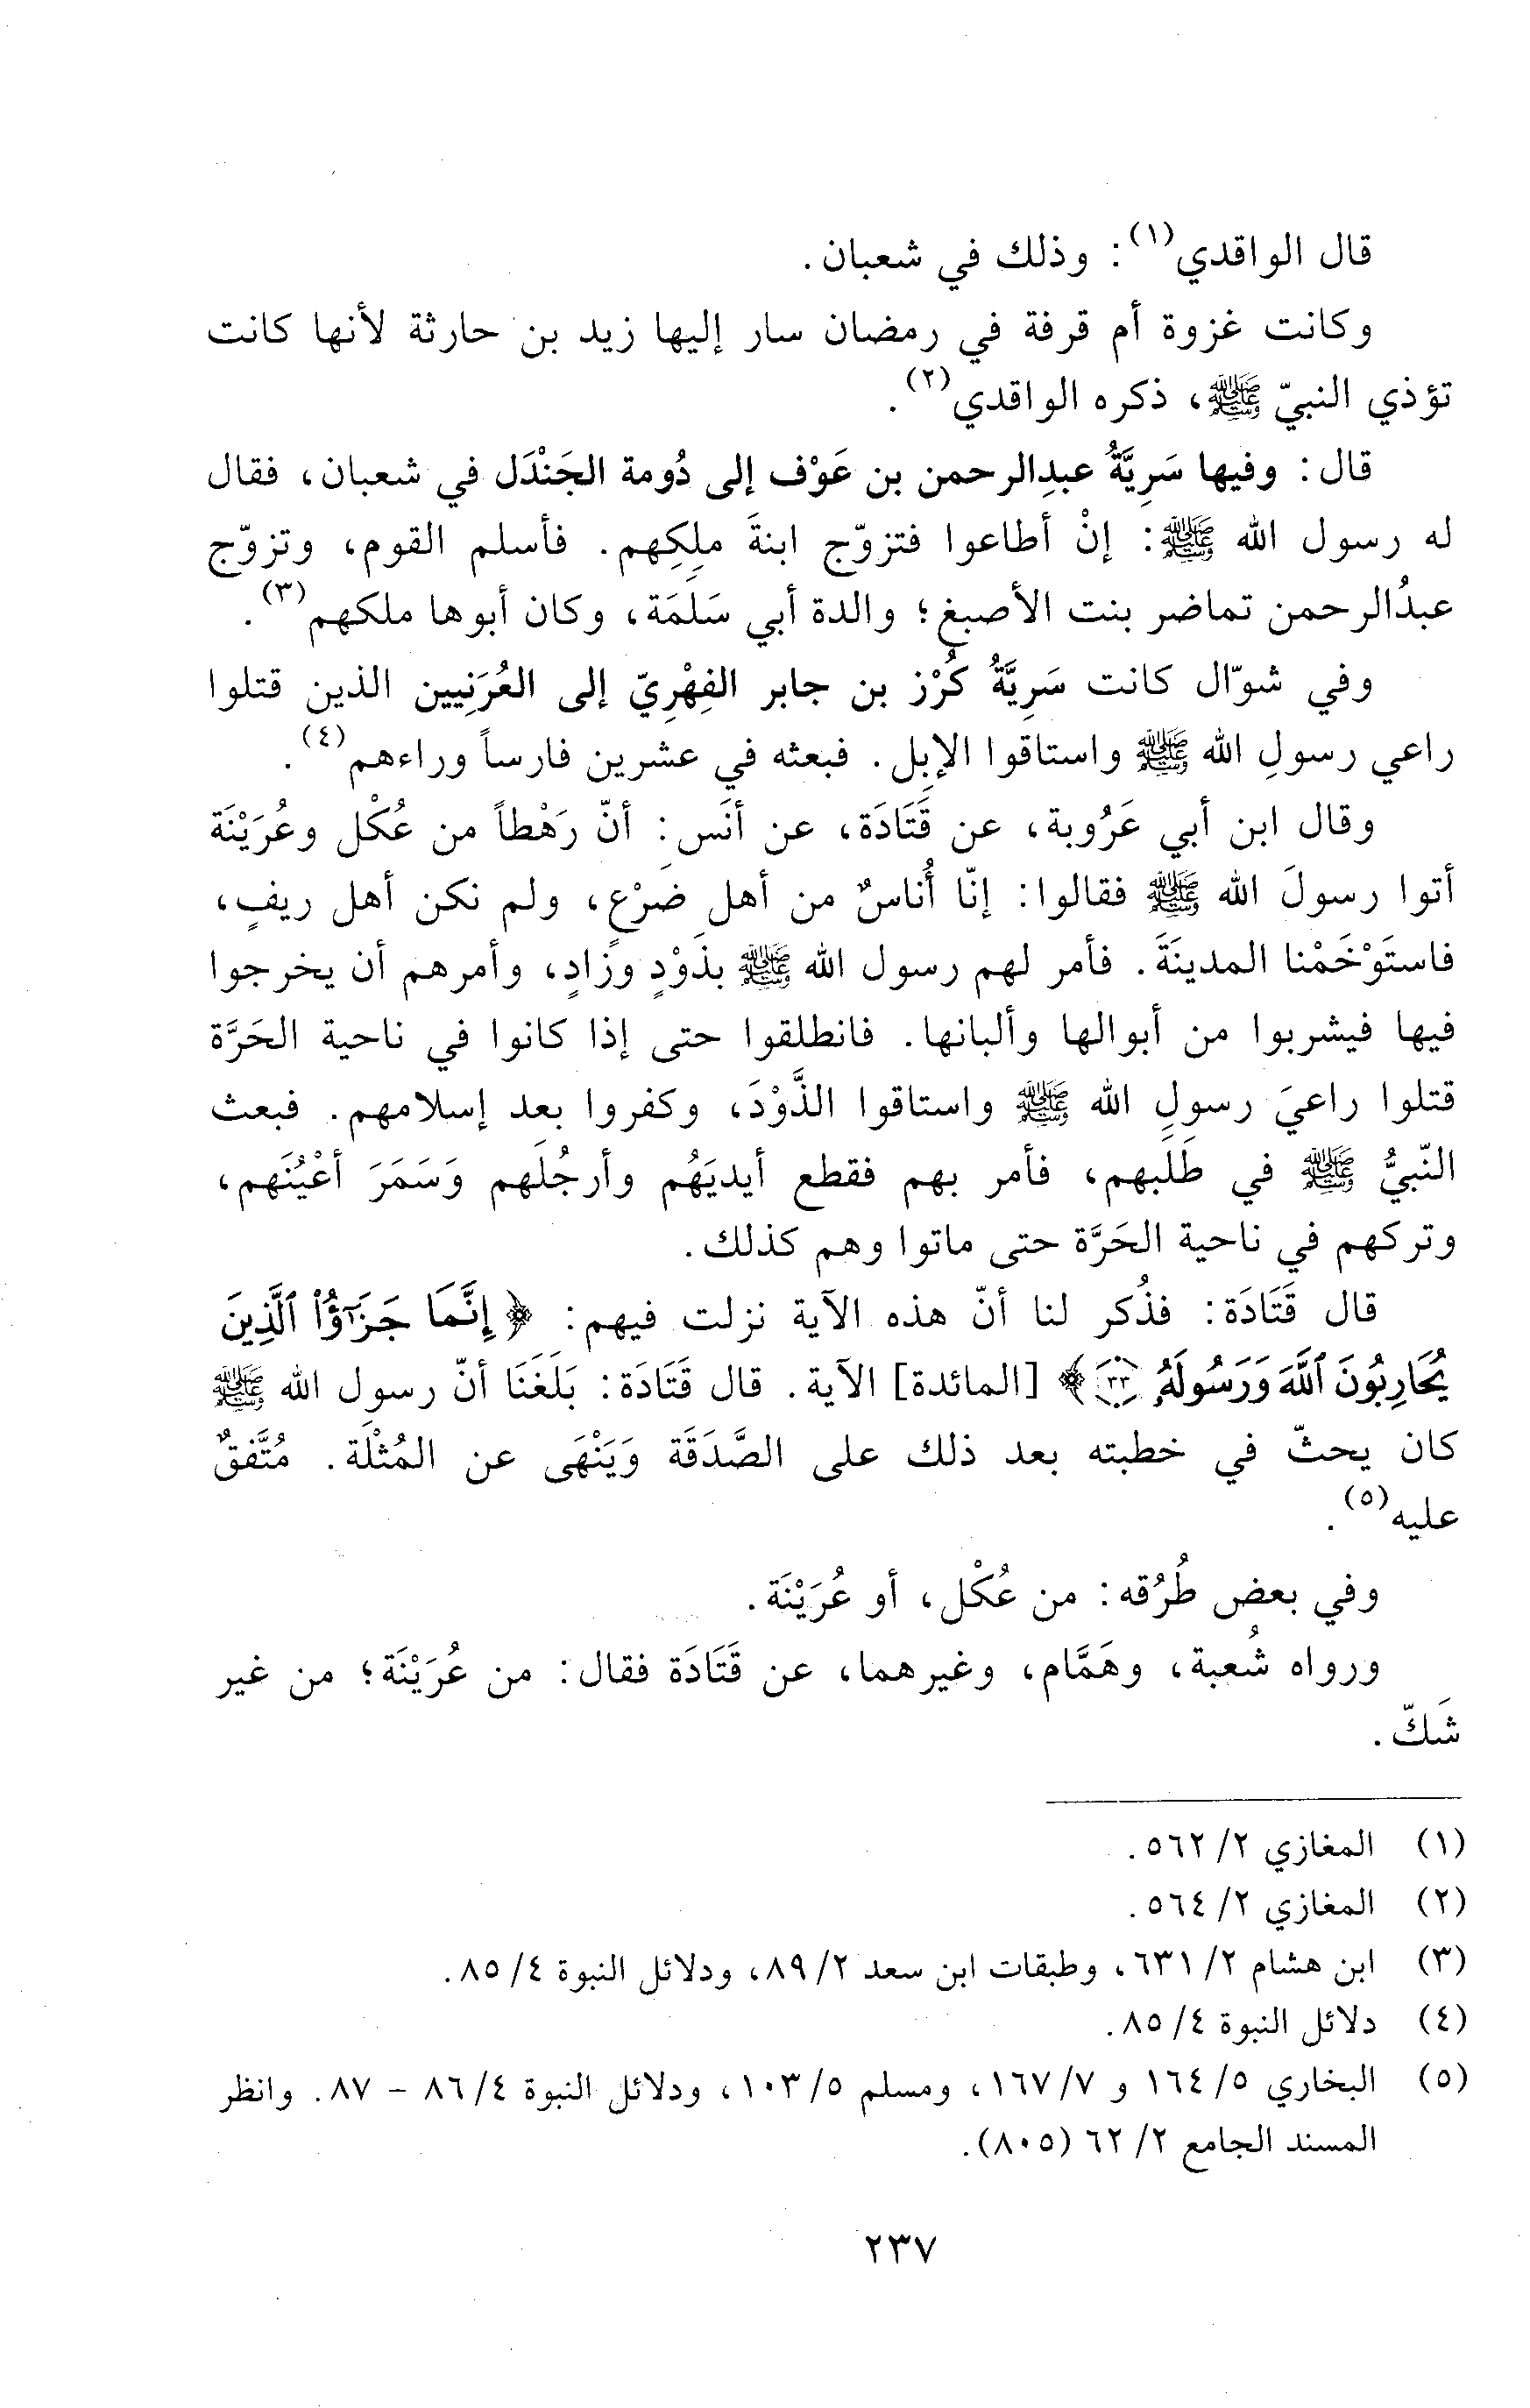 قال الواقدي(١): وذلك في شعبان.
وكانت غزوة أم قرفة في رمضان سار إليها زيد بن حارثة لأنها كانت
تؤذي النبيّ ﷺ، ذكره الواقدي(٢).
قال: وفيها سَرِيَّةُ عبدِالرحمن بن عَوْف إلى دُومة الجَنْدَل في شعبان، فقال
له رسول الله ﷺ: إنْ أطاعوا فتزوّج ابنةَ ملِكِهم. فأسلم القوم، وتزوّج
عبدُالرحمن تماضر بنت الأصبغ؛ والدة أبي سَلَمَة، وكان أبوها ملكهم(٣).
وفي شوّال كانت سَرِيَّةُ كُرْز بن جابر الفِهْرِيّ إلى العُرَنِيين الذين قتلوا
راعي رسولِ الله ﷺ واستاقوا الإبِل. فبعثه في عشرين فارساً وراءهم(٤).
وقال ابن أبي عَرُوبة، عن قَتَادَة، عن أنَسٍ: أنّ رَهْطاً من عُكْل وعُرَيْنَة
أتوا رسولَ الله ﷺ فقالوا: إنّا أُناسٌ من أهل ضَرْعٍ، ولم نكن أهل ريفٍ،
فاستَوْخَمْنا المدينَةَ. فأمر لهم رسول الله ﷺ بذَوْدٍ وزَادٍ، وأمرهم أن يخرجوا
فيها فيشربوا من أبوالها وألبانها. فانطلقوا حتى إذا كانوا في ناحية الحَرَّة
قتلوا راعيَ رسولِ الله ﷺ واستاقوا الذَّوْدَ، وكفروا بعد إسلامهم. فبعث
النّبيُّ ﷺ في طَلَبهم، فأمر بهم فقطع أيديَهُم وأرجُلَهم وَسَمَرَ أعْيُنَهم،
وتركهم في ناحية الحَرَّة حتى ماتوا وهم كذلك.
قال قَتَادَة: فذُكر لنا أنّ هذه الآية نزلت فيهم: ﴿إِنَّمَا جَزَٰٓؤُا۟ ٱلَّذِينَ
يُحَارِبُونَ ٱللَّهَ وَرَسُولَهُۥ ٣٣﴾ [المائدة] الآية. قال قَتَادَة: بَلَغَنَا أنّ رسول الله ﷺ
كان يحثّ في خطبته بعد ذلك على الصَّدَقَة وَيَنْهَى عن المُثْلَة. مُتَّفقٌ
عليه(٥).
وفي بعض طُرُقه: من عُكْل، أو عُرَيْنَة.
ورواه شُعبة، وهَمَّام، وغيرهما، عن قَتَادَة فقال: من عُرَيْنَة؛ من غير
شَكّ.
(١) المغازي ٢/ ٥٦٢.
(٢) المغازي ٢/ ٥٦٤.
(٣) ابن هشام ٢/ ٦٣١، وطبقات ابن سعد ٢/ ٨٩، ودلائل النبوة ٤/ ٨٥.
(٤) دلائل النبوة ٤/ ٨٥.
(٥) البخاري ٥/ ١٦٤ و ٧/ ١٦٧، ومسلم ٥/ ١٠٣، ودلائل النبوة ٤/ ٨٦ - ٨٧. وانظر
المسند الجامع ٢/ ٦٢ (٨٠٥).
٢٣٧